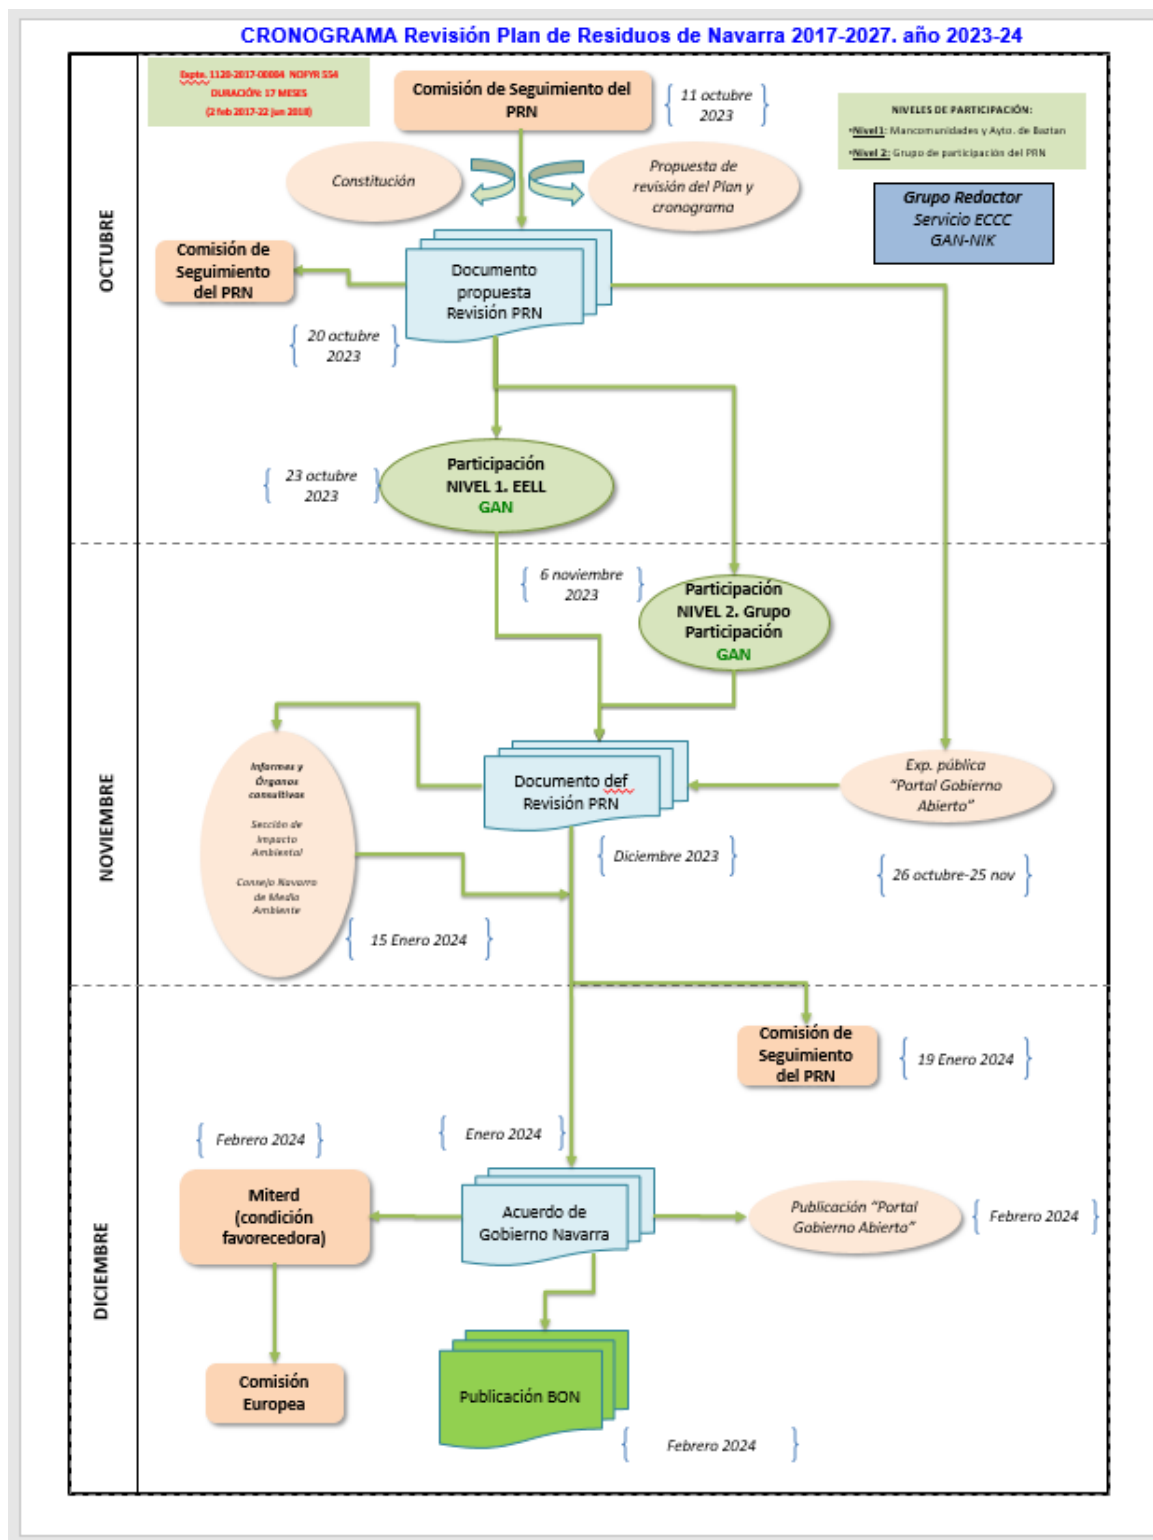 CRONOGRAMA Revisión Plan de Residuos de Navarra 2017-2027. año 2023-24
OCTUBRE
Expte. 1120-2017-00004 NOFYR 554
DURACIÓN: 17 MESES
(2 feb 2017-22 jun 2018)
Comisión de Seguimiento del
PRN
11 octubre
2023
NIVELES DE PARTICIPACIÓN:
•Nivel1: Mancomunidades y Ayto. de Baztan
•Nivel 2: Grupo de participación del PRN
Constitución
Propuesta de
revisión del Plan y
cronograma
Grupo Redactor
Servicio ECCC
GAN-NIK
Comisión de
Seguimiento
del PRN
Documento
propuesta
Revisión PRN
20 octubre
2023
Participación
NIVEL 1. EELL
GAN
23 octubre
2023
NOVIEMBRE
6 noviembre
2023
Participación
NIVEL 2. Grupo
Participación
GAN
Informes y
Órganos
consultivos
Sección de
Impacto
Ambiental
Consejo Navarro
de Medio
Ambiente
Documento def
Revisión PRN
Exp. pública
“Portal Gobierno
Abierto”
Diciembre 2023
26 octubre-25 nov
15 Enero 2024
DICIEMBRE
Comisión de
Seguimiento
del PRN
19 Enero 2024
Febrero 2024
Enero 2024
Miterd
(condición
favorecedora)
Acuerdo de
Gobierno Navarra
Publicación “Portal
Gobierno Abierto”
Febrero 2024
Comisión
Europea
Publicación BON
Febrero 2024